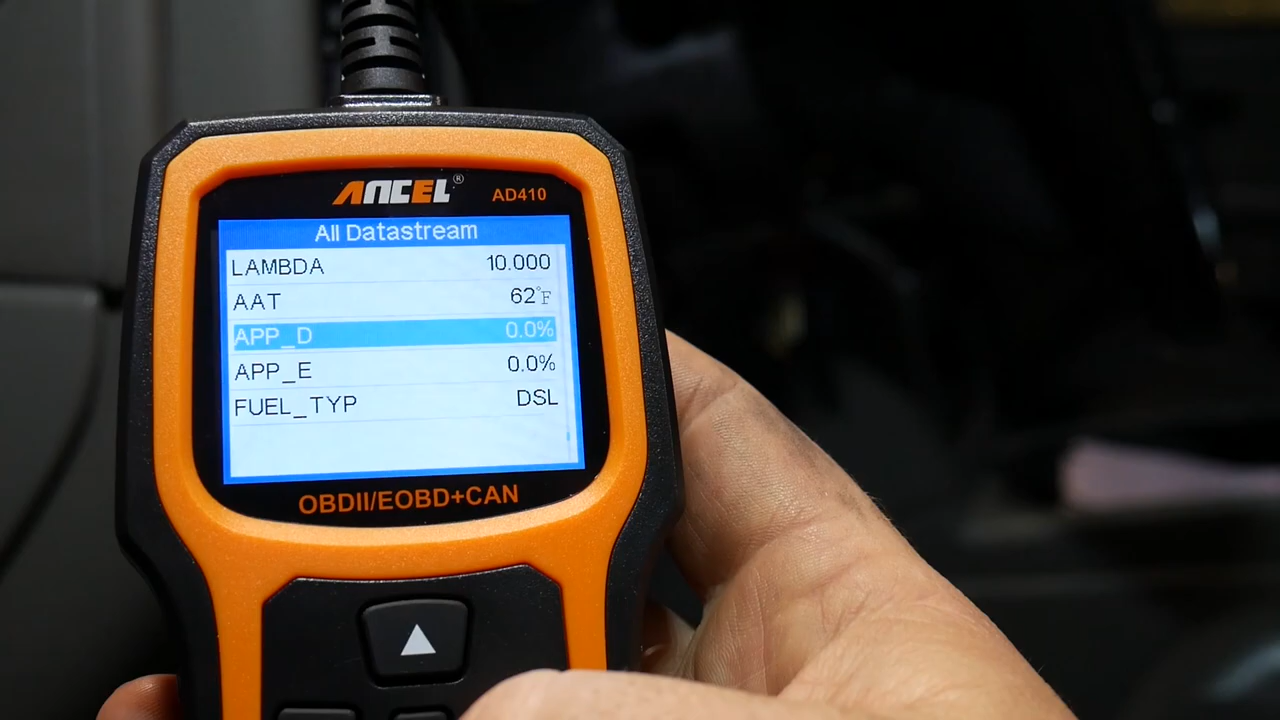 ANCEL® AD410
All Datastream
LAMBDA 10.000
AAT 62°F
APP_D 0.0%
APP_E 0.0%
FUEL_TYP DSL
OBDII/EOBD+CAN